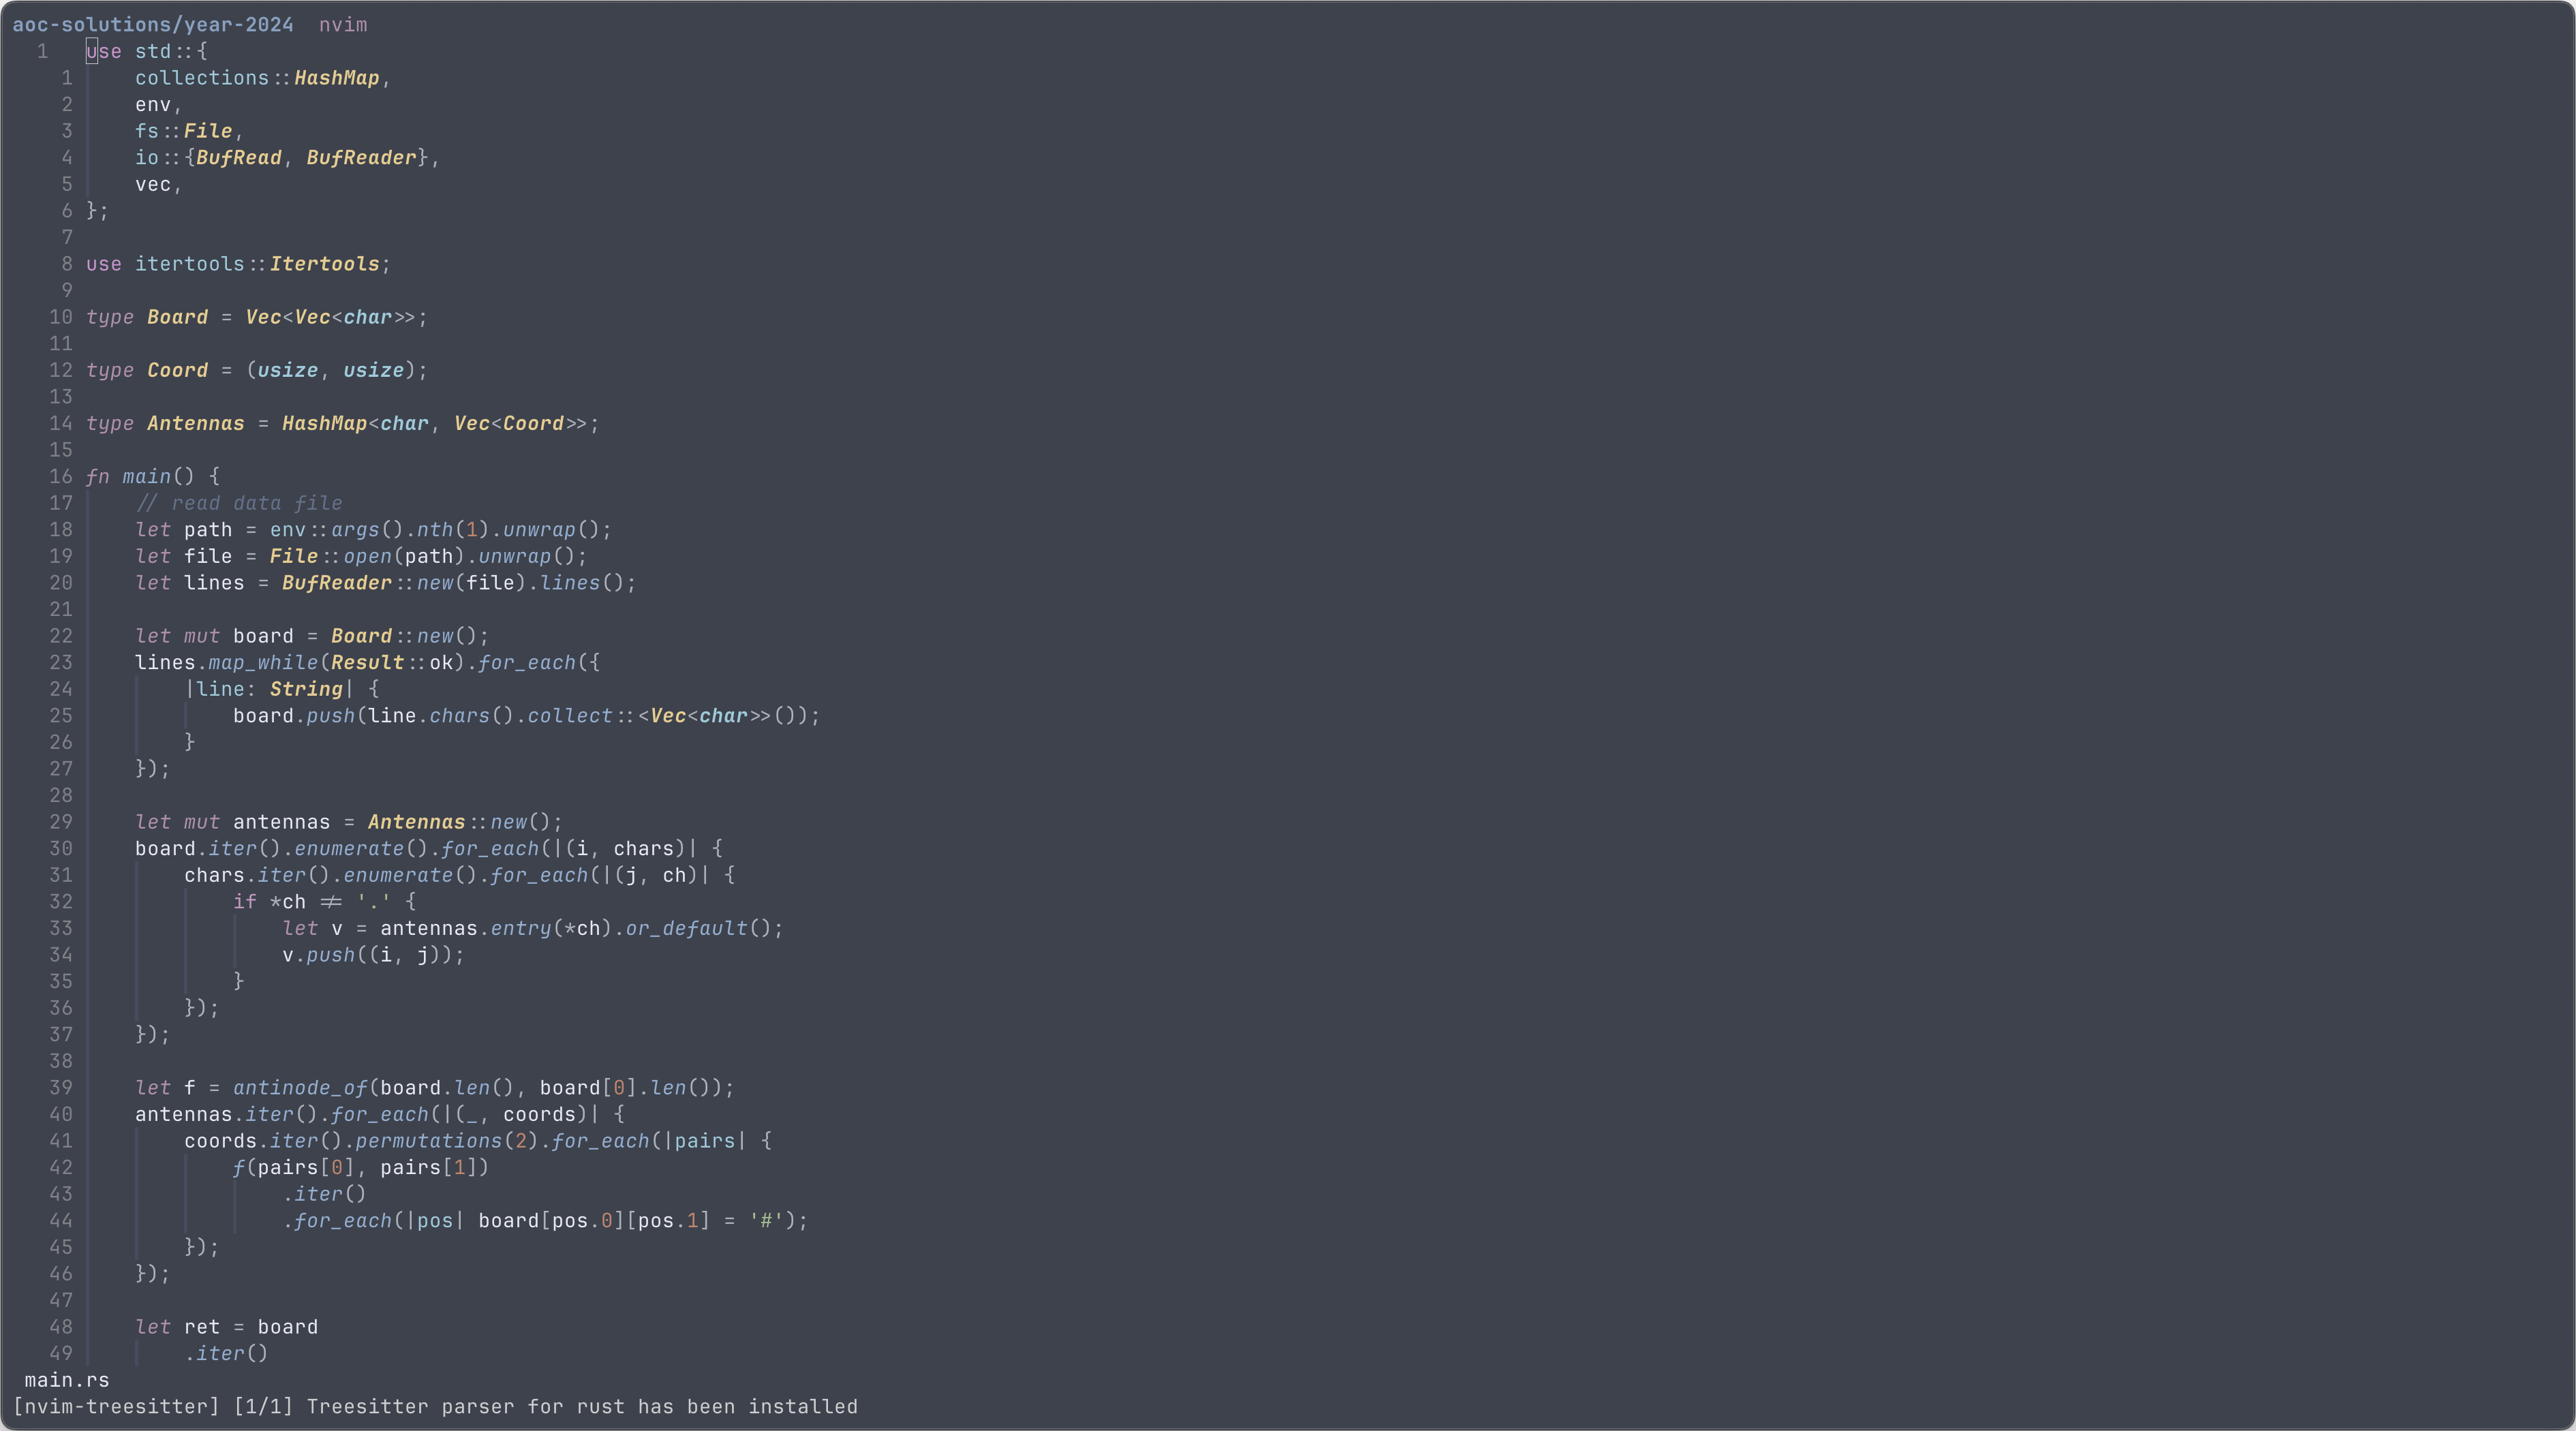 aoc-solutions/year-2024  nvim
  1   use std::{
    1     collections::HashMap,
    2     env,
    3     fs::File,
    4     io::{BufRead, BufReader},
    5     vec,
    6 };
    7
    8 use itertools::Itertools;
    9
   10 type Board = Vec<Vec<char>>;
   11
   12 type Coord = (usize, usize);
   13
   14 type Antennas = HashMap<char, Vec<Coord>>;
   15
   16 fn main() {
   17     // read data file
   18     let path = env::args().nth(1).unwrap();
   19     let file = File::open(path).unwrap();
   20     let lines = BufReader::new(file).lines();
   21
   22     let mut board = Board::new();
   23     lines.map_while(Result::ok).for_each({
   24         |line: String| {
   25             board.push(line.chars().collect::<Vec<char>>());
   26         }
   27     });
   28
   29     let mut antennas = Antennas::new();
   30     board.iter().enumerate().for_each(|(i, chars)| {
   31         chars.iter().enumerate().for_each(|(j, ch)| {
   32             if *ch != '.' {
   33                 let v = antennas.entry(*ch).or_default();
   34                 v.push((i, j));
   35             }
   36         });
   37     });
   38
   39     let f = antinode_of(board.len(), board[0].len());
   40     antennas.iter().for_each(|(_, coords)| {
   41         coords.iter().permutations(2).for_each(|pairs| {
   42             f(pairs[0], pairs[1])
   43                 .iter()
   44                 .for_each(|pos| board[pos.0][pos.1] = '#');
   45         });
   46     });
   47
   48     let ret = board
   49         .iter()
 main.rs
[nvim-treesitter] [1/1] Treesitter parser for rust has been installed